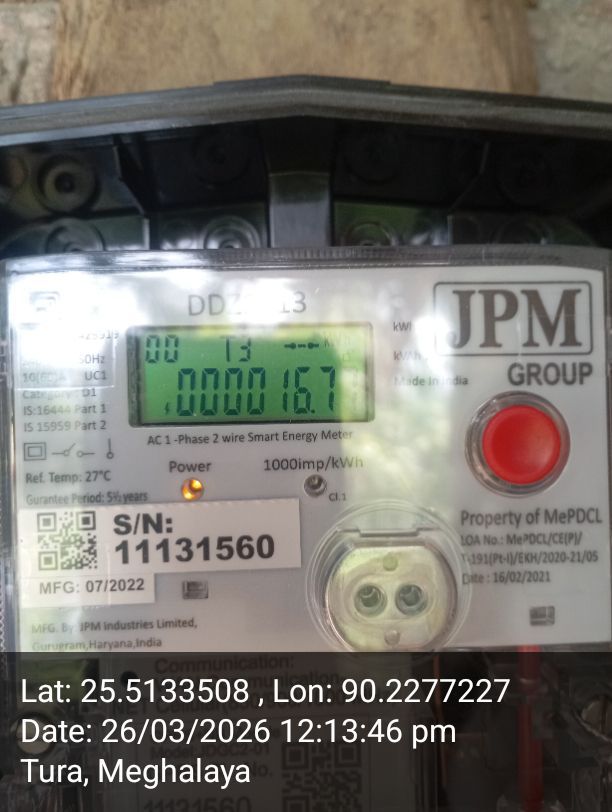 JPM
GROUP
00 T3 kWh
000016.7
Made In India
50Hz
UC1
Category: D1
IS:16444 Part 1
IS 15959 Part 2
AC 1 -Phase 2 wire Smart Energy Meter
Ref. Temp: 27°C
Power
1000imp/kWh
Gurantee Period: 5½ years
Cl.1
S/N:
11131560
MFG: 07/2022
Property of MePDCL
LOA No.: MePDCL/CE(P)/
T-191(Pt-I)/EKH/2020-21/05
Date : 16/02/2021
MFG. By: JPM Industries Limited,
Gurugram,Haryana,India
Communication:
Lat: 25.5133508 , Lon: 90.2277227
Date: 26/03/2026 12:13:46 pm
Tura, Meghalaya
11131560